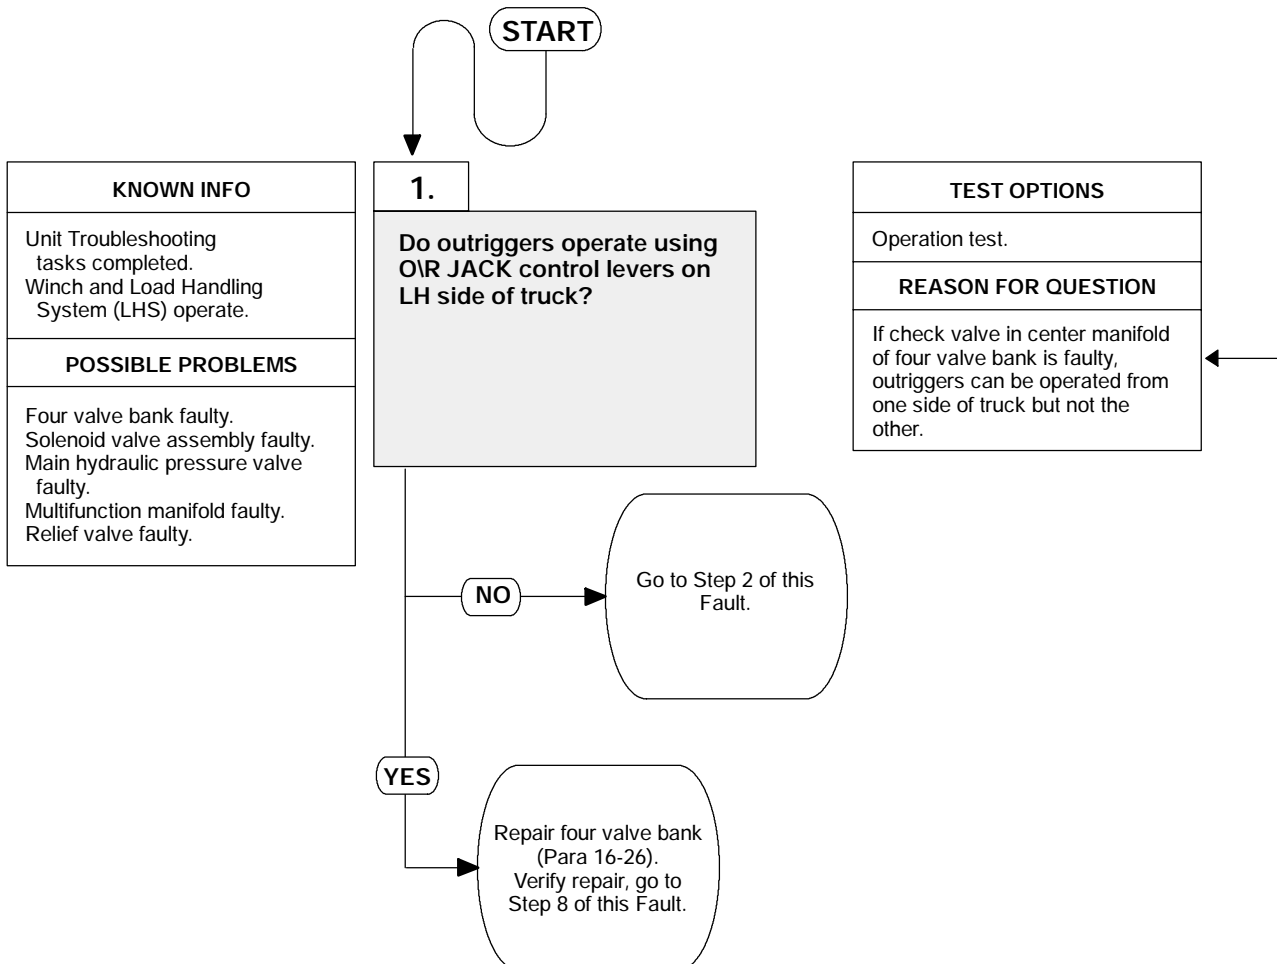 START
KNOWN INFO
Unit Troubleshooting
tasks completed.
Winch and Load Handling
System (LHS) operate.
POSSIBLE PROBLEMS
Four valve bank faulty.
Solenoid valve assembly faulty.
Main hydraulic pressure valve
faulty.
Multifunction manifold faulty.
Relief valve faulty.
1.
Do outriggers operate using
O\R JACK control levers on
LH side of truck?
TEST OPTIONS
Operation test.
REASON FOR QUESTION
If check valve in center manifold
of four valve bank is faulty,
outriggers can be operated from
one side of truck but not the
other.
NO
Go to Step 2 of this
Fault.
YES
Repair four valve bank
(Para 16-26).
Verify repair, go to
Step 8 of this Fault.